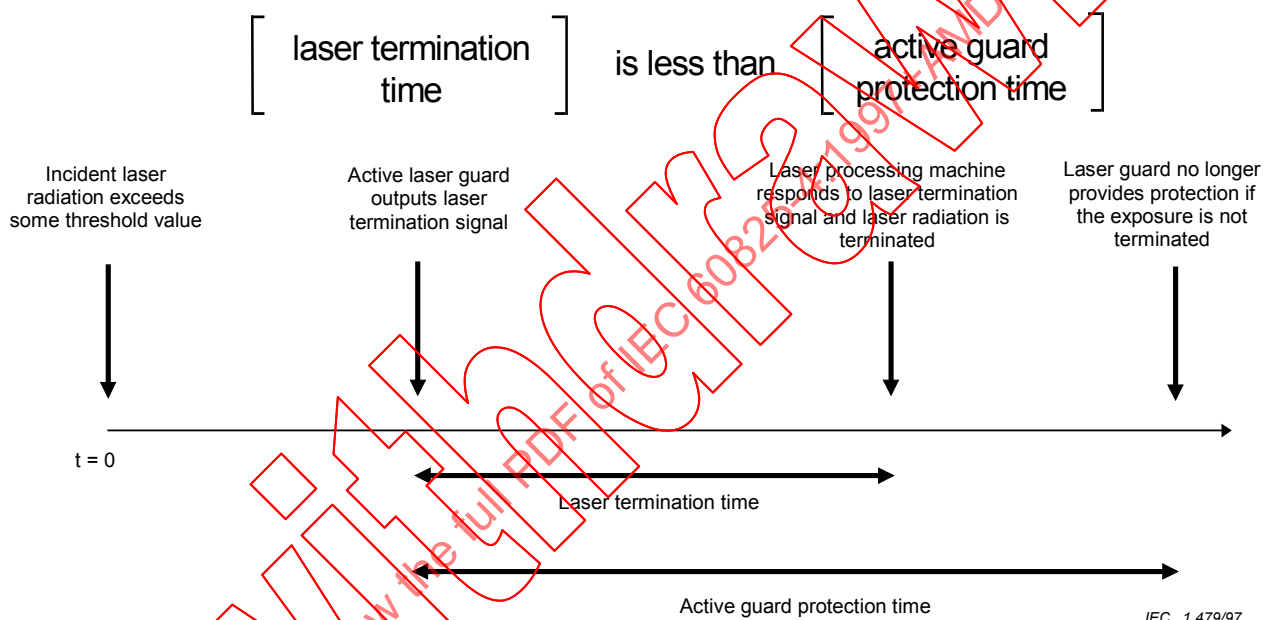 laser termination
time
is less than
active guard
protection time
Incident laser
radiation exceeds
some threshold value
Active laser guard
outputs laser
termination signal
Laser processing machine
responds to laser termination
signal and laser radiation is
terminated
Laser guard no longer
provides protection if
the exposure is not
terminated
t = 0
Laser termination time
Active guard protection time
IEC 1 479/97
withdrawn
the full PDF of IEC 60825-4:1997+AMD